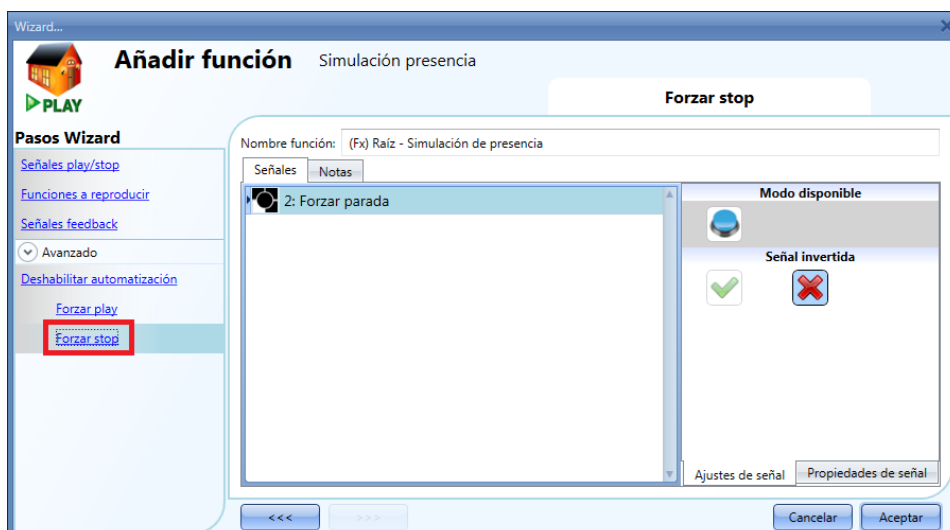 Wizard...
Añadir función Simulación presencia
PLAY
Forzar stop
Pasos Wizard
Señales play/stop
Funciones a reproducir
Señales feedback
Avanzado
Deshabilitar automatización
Forzar play
Forzar stop
Nombre función: (Fx) Raíz - Simulación de presencia
Señales Notas
2: Forzar parada
Modo disponible
Señal invertida
Ajustes de señal Propiedades de señal
<<< >>> Cancelar Aceptar